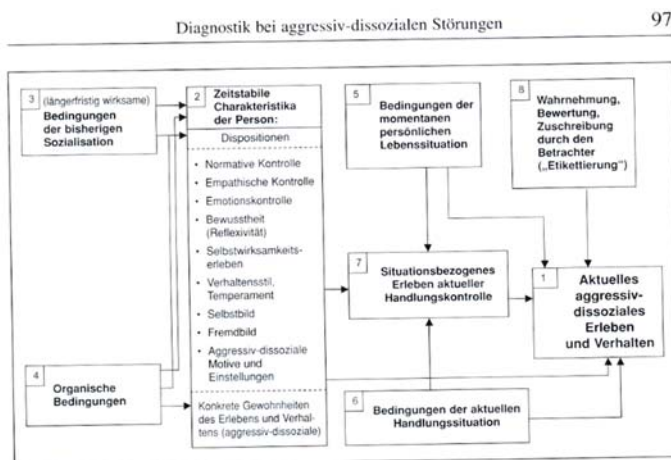 Diagnostik bei aggressiv-dissozialen Störungen 97
3 (längerfristig wirksame)
Bedingungen
der bisherigen
Sozialisation
2 Zeitstabile
Charakteristika
der Person:
Dispositionen
• Normative Kontrolle
• Empathische Kontrolle
• Emotionskontrolle
• Bewusstheit
(Reflexivität)
• Selbstwirksamkeits-
erleben
• Verhaltensstil,
Temperament
• Selbstbild
• Fremdbild
• Aggressiv-dissoziale
Motive und
Einstellungen
Konkrete Gewohnheiten
des Erlebens und Verhal-
tens (aggressiv-dissoziale)
4
Organische
Bedingungen
5
Bedingungen der
momentanen
persönlichen
Lebenssituation
8
Wahrnehmung,
Bewertung,
Zuschreibung
durch den
Betrachter
(„Etikettierung")
7
Situationsbezogenes
Erleben aktueller
Handlungskontrolle
1
Aktuelles
aggressiv-
dissoziales
Erleben
und Verhalten
6
Bedingungen der aktuellen
Handlungssituation